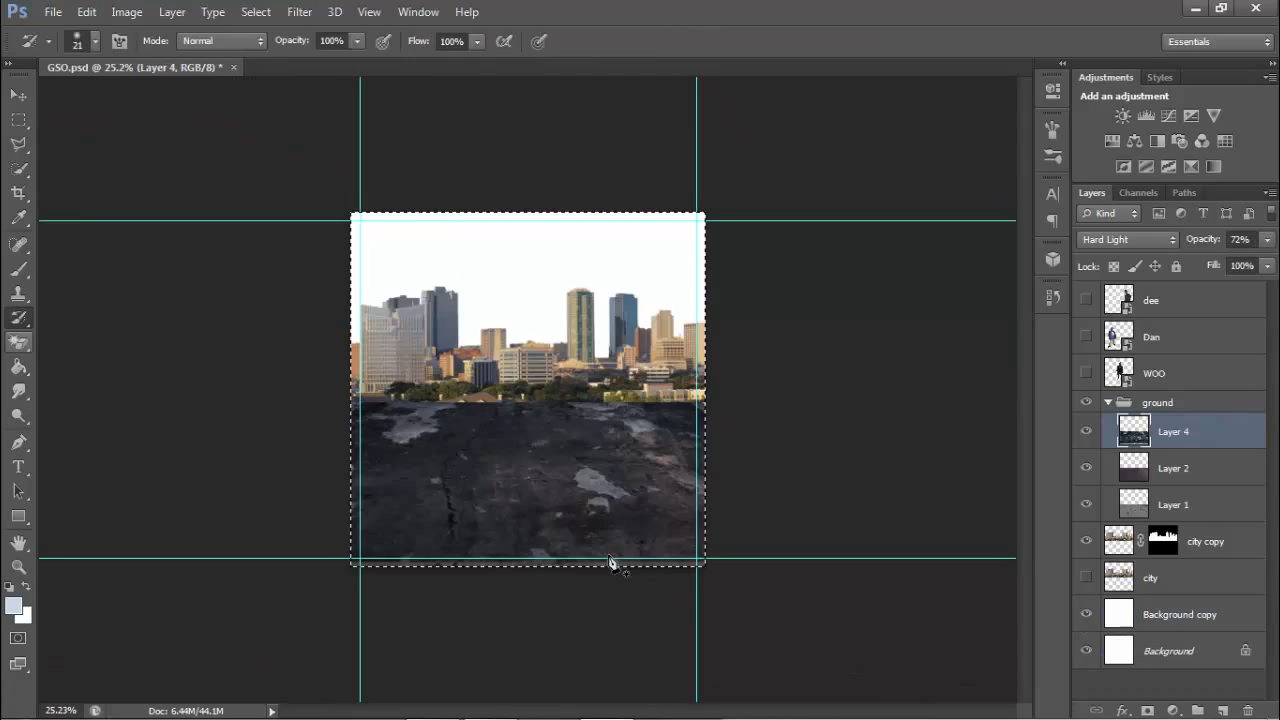 Ps File Edit Image Layer Type Select Filter 3D View Window Help
21 Mode: Normal Opacity: 100% Flow: 100% Essentials
GSO.psd @ 25.2% (Layer 4, RGB/8) * ×
Adjustments Styles
Add an adjustment
Layers Channels Paths
Kind
Hard Light Opacity: 72%
Lock: Fill: 100%
dee
Dan
WOO
ground
Layer 4
Layer 2
Layer 1
city copy
city
Background copy
Background
25.23% Doc: 6.44M/44.1M